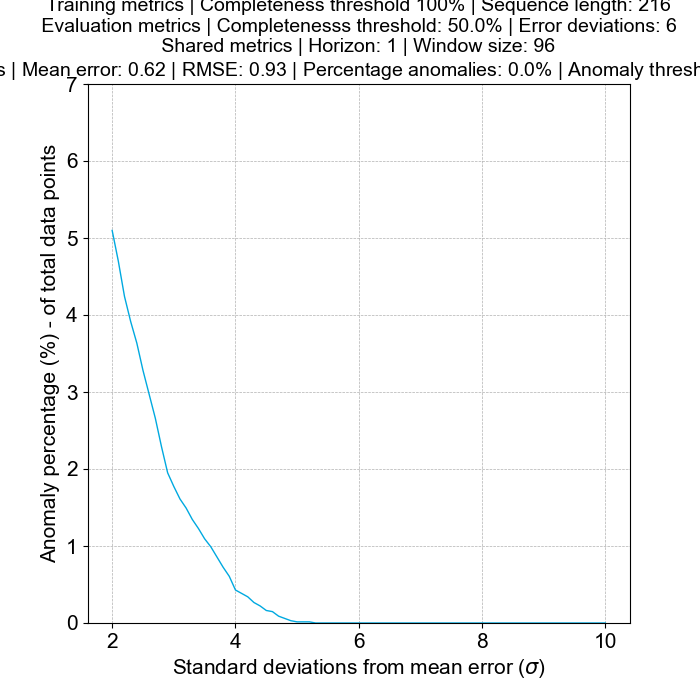 Training metrics | Completeness threshold 100% | Sequence length: 216
Evaluation metrics | Completenesss threshold: 50.0% | Error deviations: 6
Shared metrics | Horizon: 1 | Window size: 96
s | Mean error: 0.62 | RMSE: 0.93 | Percentage anomalies: 0.0% | Anomaly thresh
7
6
5
4
3
2
1
0
Anomaly percentage (%) - of total data points
2 4 6 8 10
Standard deviations from mean error (σ)